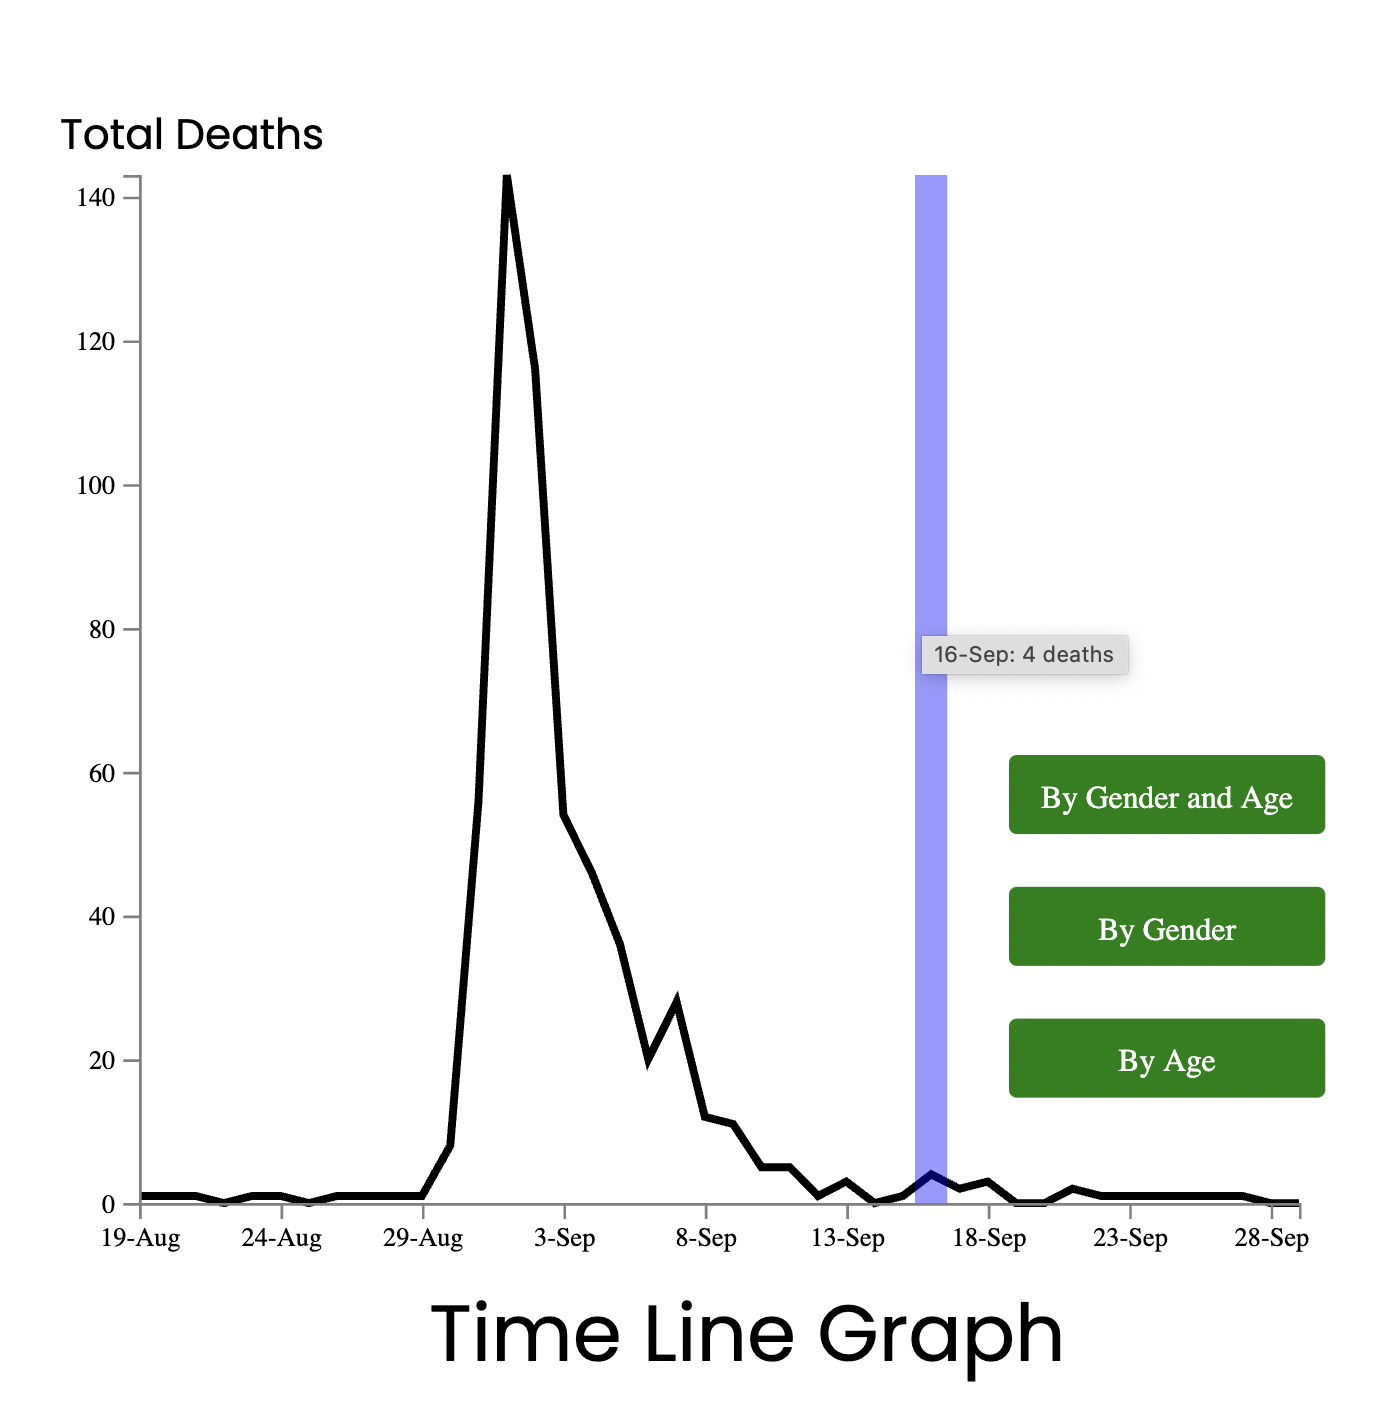 Total Deaths
140
120
100
80
16-Sep: 4 deaths
60
By Gender and Age
40
By Gender
20
By Age
0
19-Aug 24-Aug 29-Aug 3-Sep 8-Sep 13-Sep 18-Sep 23-Sep 28-Sep
Time Line Graph